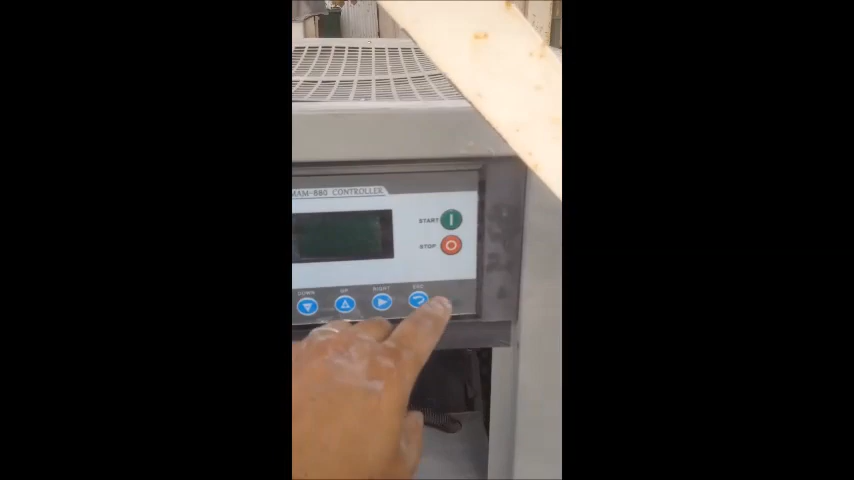 MAM-880 CONTROLLER
START
STOP
DOWN
UP
RIGHT
ESC